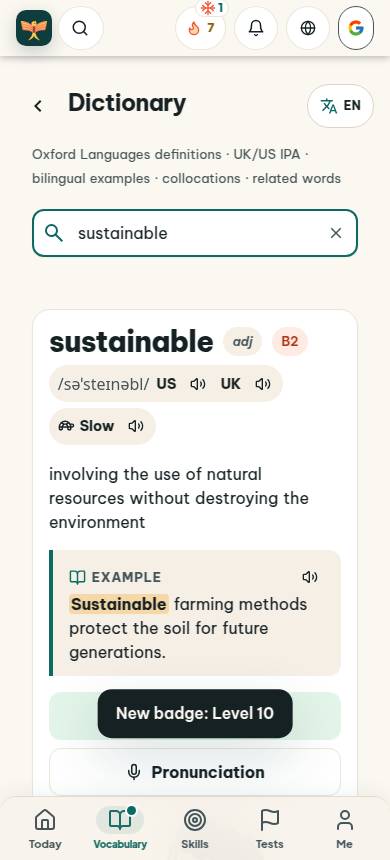 1
7
G
Dictionary
EN
Oxford Languages definitions · UK/US IPA ·
bilingual examples · collocations · related words
sustainable
sustainable adj B2
/səˈsteɪnəbl/ US UK
Slow
involving the use of natural
resources without destroying the
environment
EXAMPLE
Sustainable farming methods
protect the soil for future
generations.
New badge: Level 10
Pronunciation
Today Vocabulary Skills Tests Me